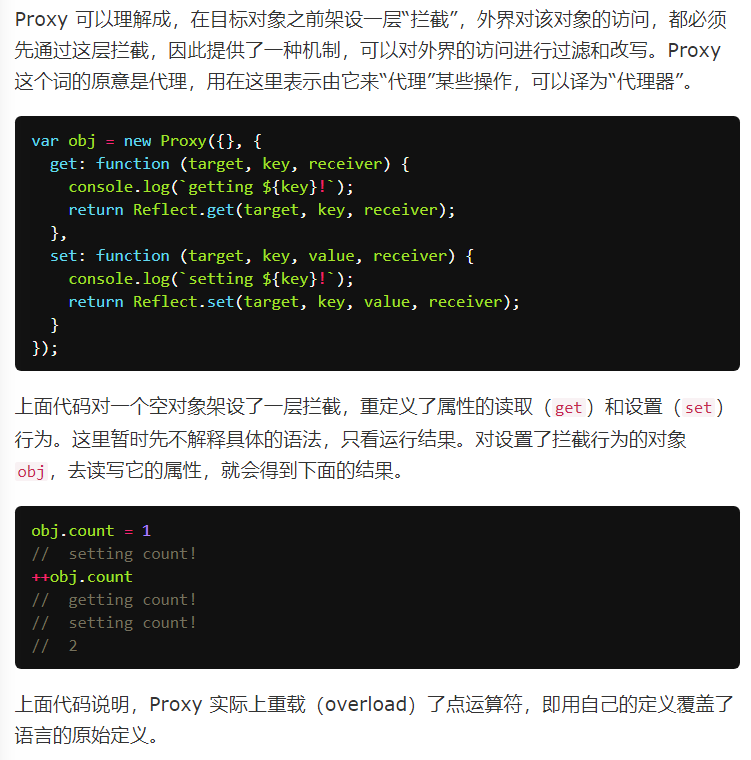 Proxy 可以理解成，在目标对象之前架设一层“拦截”，外界对该对象的访问，都必须
先通过这层拦截，因此提供了一种机制，可以对外界的访问进行过滤和改写。Proxy
这个词的原意是代理，用在这里表示由它来“代理”某些操作，可以译为“代理器”。
var obj = new Proxy({}, {
  get: function (target, key, receiver) {
    console.log(`getting ${key}!`);
    return Reflect.get(target, key, receiver);
  },
  set: function (target, key, value, receiver) {
    console.log(`setting ${key}!`);
    return Reflect.set(target, key, value, receiver);
  }
});
上面代码对一个空对象架设了一层拦截，重定义了属性的读取（get）和设置（set）
行为。这里暂时先不解释具体的语法，只看运行结果。对设置了拦截行为的对象
obj，去读写它的属性，就会得到下面的结果。
obj.count = 1
//  setting count!
++obj.count
//  getting count!
//  setting count!
//  2
上面代码说明，Proxy 实际上重载（overload）了点运算符，即用自己的定义覆盖了
语言的原始定义。